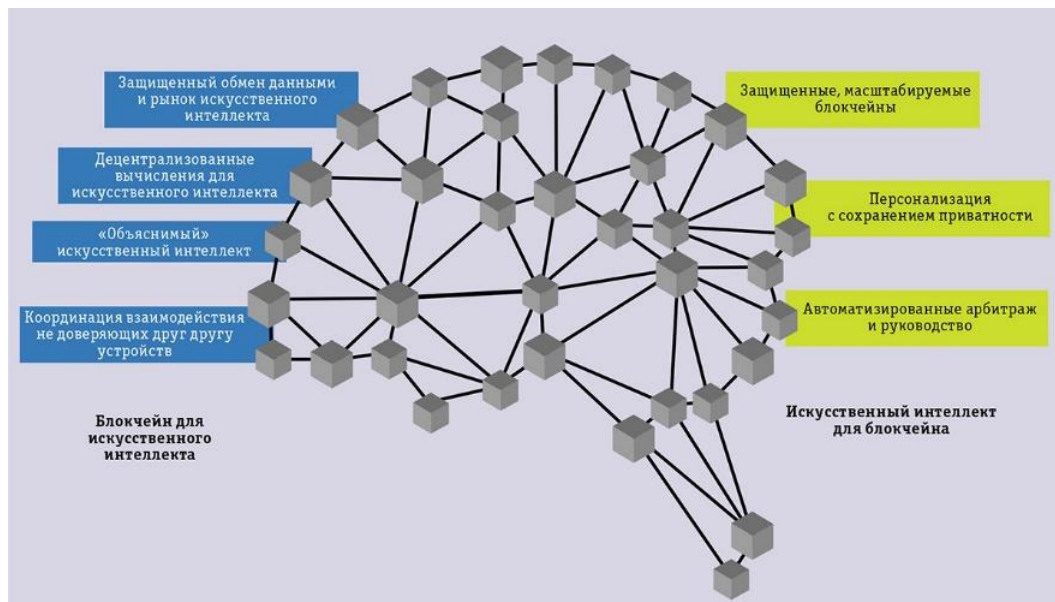 Защищенный обмен данными
и рынок искусственного
интеллекта
Децентрализованные
вычисления для
искусственного интеллекта
«Объяснимый»
искусственный интеллект
Координация взаимодействия
не доверяющих друг другу
устройств
Блокчейн для
искусственного
интеллекта
Защищенные, масштабируемые
блокчейны
Персонализация
с сохранением приватности
Автоматизированные арбитраж
и руководство
Искусственный интеллект
для блокчейна